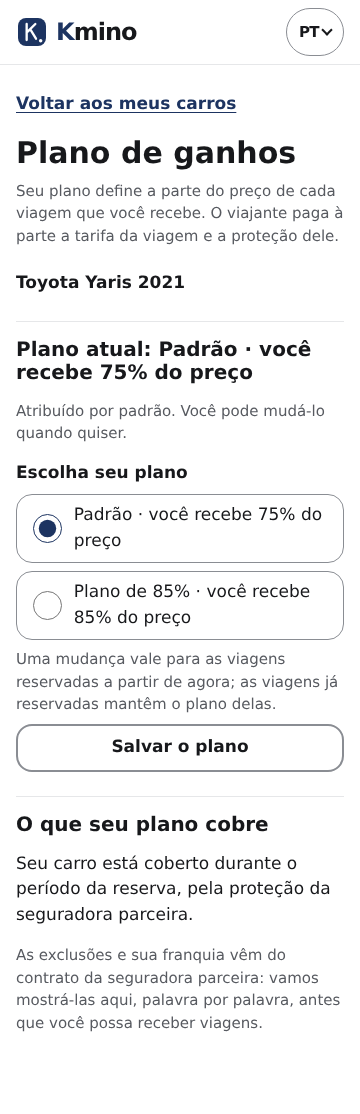 K. Kmino
PT
Voltar aos meus carros
Plano de ganhos
Seu plano define a parte do preço de cada
viagem que você recebe. O viajante paga à
parte a tarifa da viagem e a proteção dele.
Toyota Yaris 2021
Plano atual: Padrão · você
recebe 75% do preço
Atribuído por padrão. Você pode mudá-lo
quando quiser.
Escolha seu plano
Padrão · você recebe 75% do
preço
Plano de 85% · você recebe
85% do preço
Uma mudança vale para as viagens
reservadas a partir de agora; as viagens já
reservadas mantêm o plano delas.
Salvar o plano
O que seu plano cobre
Seu carro está coberto durante o
período da reserva, pela proteção da
seguradora parceira.
As exclusões e sua franquia vêm do
contrato da seguradora parceira: vamos
mostrá-las aqui, palavra por palavra, antes
que você possa receber viagens.